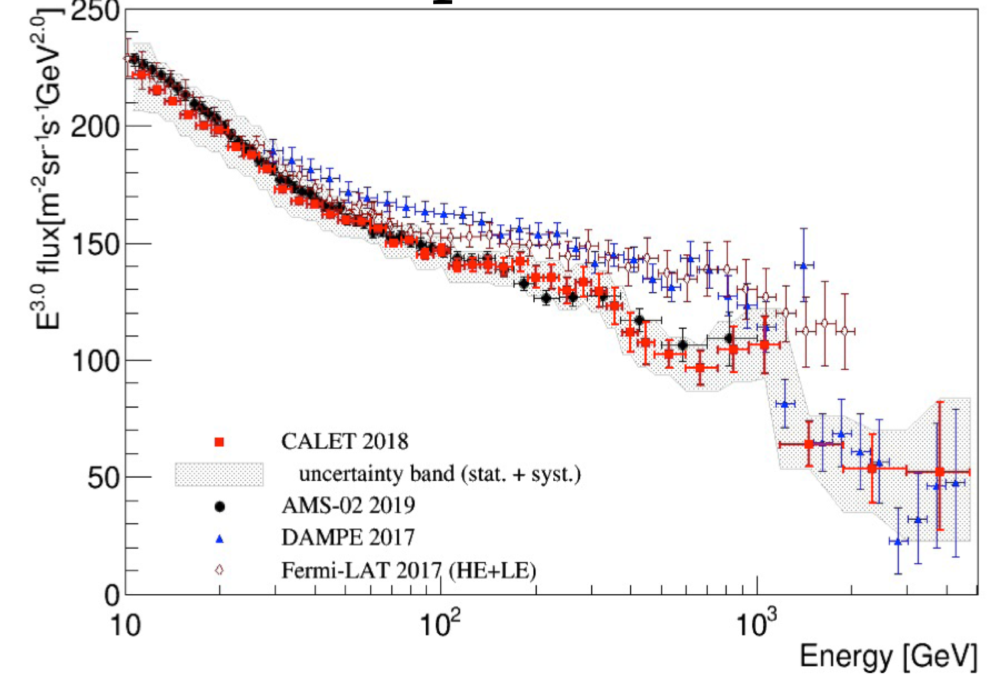 E^3.0 flux[m^-2sr^-1s^-1GeV^2.0]
250
200
150
100
50
0
CALET 2018
uncertainty band (stat. + syst.)
AMS-02 2019
DAMPE 2017
Fermi-LAT 2017 (HE+LE)
10
10^2
10^3
Energy [GeV]